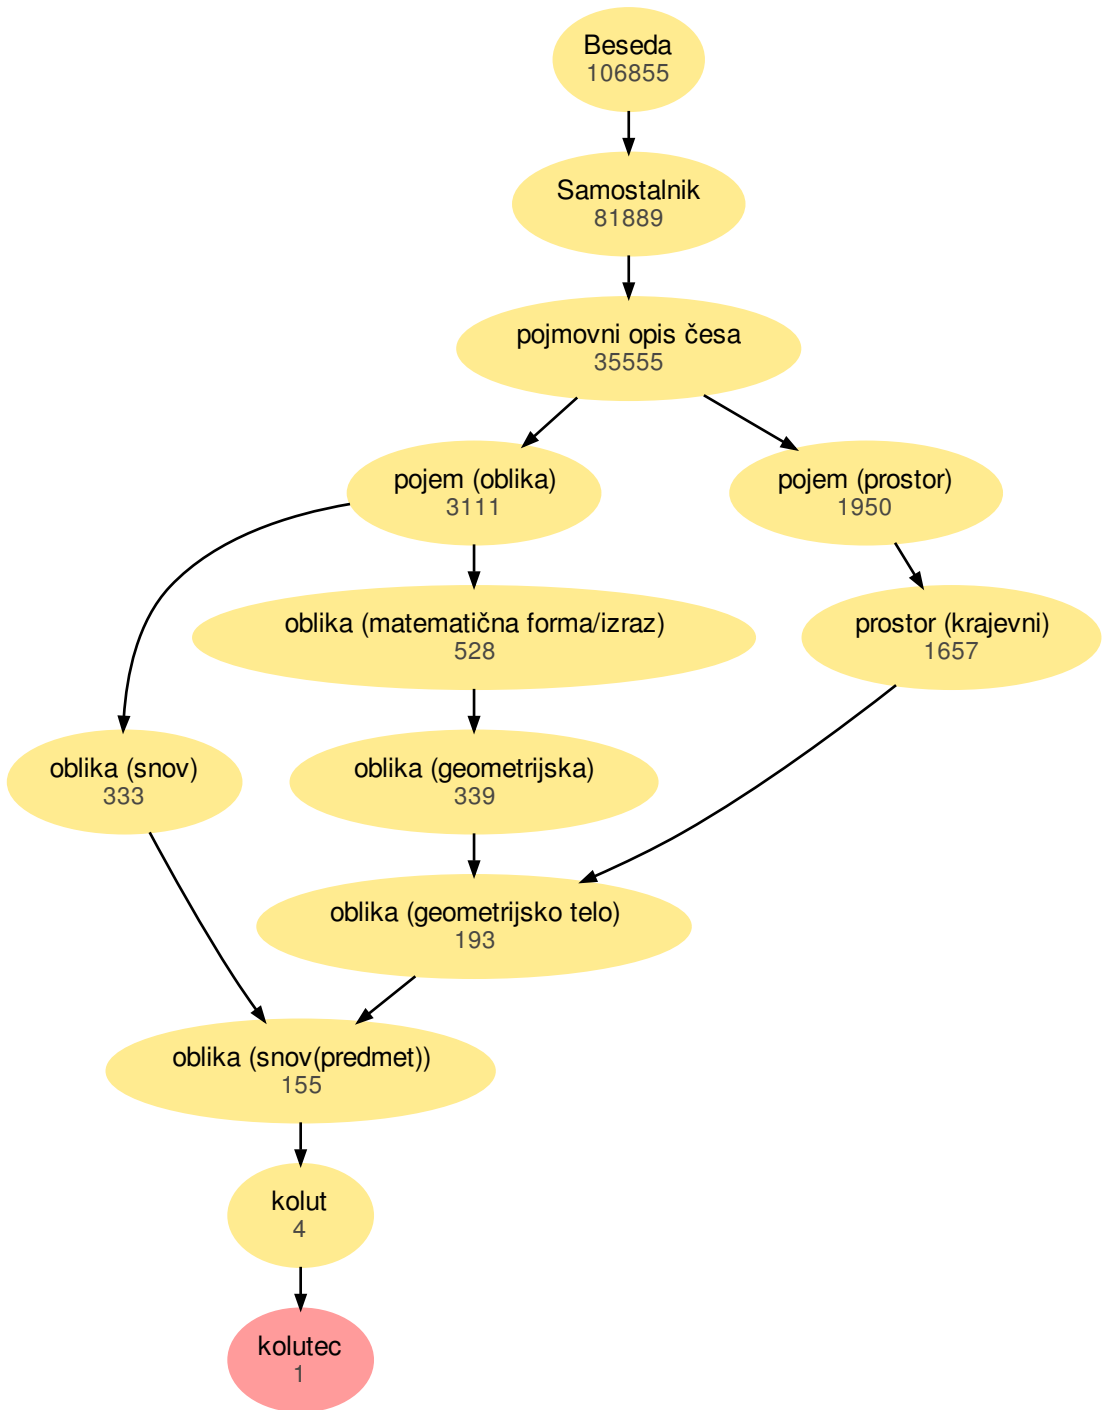 Beseda
106855
Samostalnik
81889
pojmovni opis česa
35555
pojem (oblika)
3111
pojem (prostor)
1950
oblika (matematična forma/izraz)
528
prostor (krajevni)
1657
oblika (snov)
333
oblika (geometrijska)
339
oblika (geometrijsko telo)
193
oblika (snov(predmet))
155
kolut
4
kolutec
1